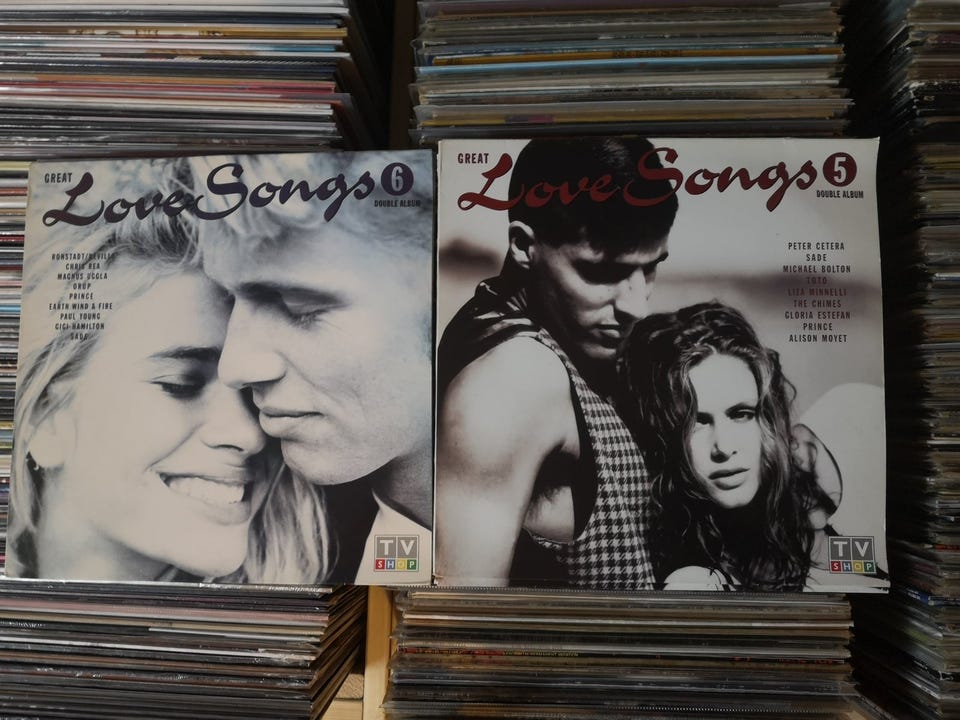 GREAT
Love Songs 6
DOUBLE ALBUM
RONSTADT/NEVILLE
CHRIS REA
MAGNUS UGGLA
ORUP
PRINCE
EARTH WIND & FIRE
PAUL YOUNG
GIGI HAMILTON
SADE
TV
SHOP
GREAT
Love Songs 5
DOUBLE ALBUM
PETER CETERA
SADE
MICHAEL BOLTON
TOTO
LIZA MINNELLI
THE CHIMES
GLORIA ESTEFAN
PRINCE
ALISON MOYET
TV
SHOP